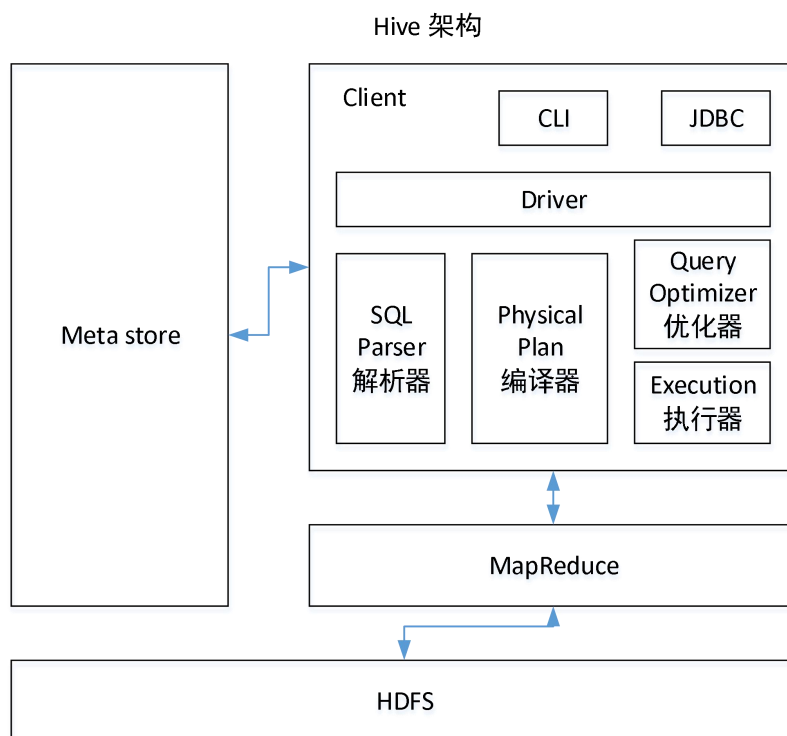 Hive 架构
Client
CLI
JDBC
Driver
Meta store
SQL
Parser
解析器
Physical
Plan
编译器
Query
Optimizer
优化器
Execution
执行器
MapReduce
HDFS